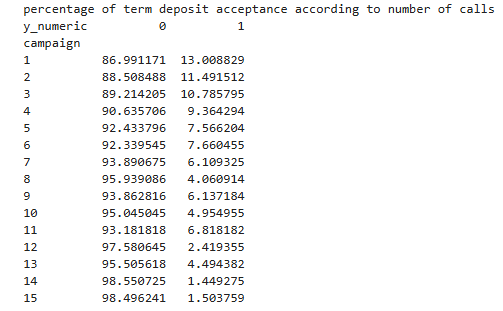 percentage of term deposit acceptance according to number of calls
y_numeric 0 1
campaign
1 86.991171 13.008829
2 88.508488 11.491512
3 89.214205 10.785795
4 90.635706 9.364294
5 92.433796 7.566204
6 92.339545 7.660455
7 93.890675 6.109325
8 95.939086 4.060914
9 93.862816 6.137184
10 95.045045 4.954955
11 93.181818 6.818182
12 97.580645 2.419355
13 95.505618 4.494382
14 98.550725 1.449275
15 98.496241 1.503759